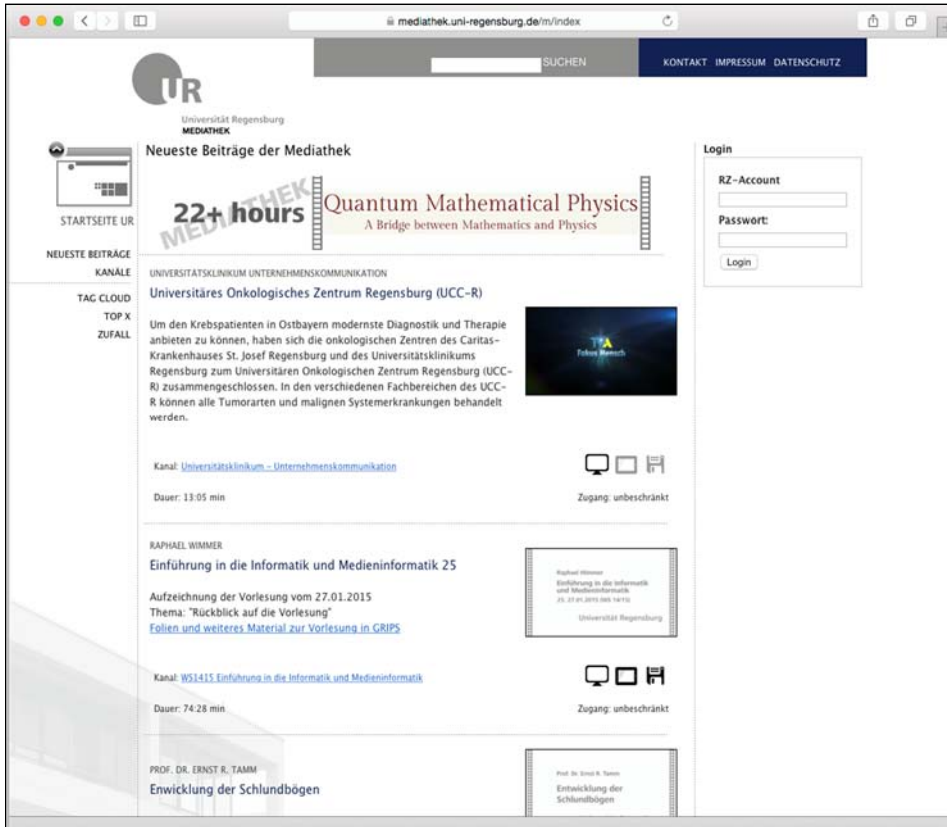 mediathek.uni-regensburg.de/m/index
SUCHEN
KONTAKT IMPRESSUM DATENSCHUTZ
UR
Universität Regensburg
MEDIATHEK
STARTSEITE UR
NEUESTE BEITRÄGE
KANÄLE
TAG CLOUD
TOP X
ZUFALL
Neueste Beiträge der Mediathek
MEDIATHEK
22+ hours
Quantum Mathematical Physics
A Bridge between Mathematics and Physics
UNIVERSITÄTSKLINIKUM UNTERNEHMENSKOMMUNIKATION
Universitäres Onkologisches Zentrum Regensburg (UCC-R)
Um den Krebspatienten in Ostbayern modernste Diagnostik und Therapie
anbieten zu können, haben sich die onkologischen Zentren des Caritas-
Krankenhauses St. Josef Regensburg und des Universitätsklinikums
Regensburg zum Universitären Onkologischen Zentrum Regensburg (UCC-
R) zusammengeschlossen. In den verschiedenen Fachbereichen des UCC-
R können alle Tumorarten und malignen Systemerkrankungen behandelt
werden.
Fokus Mensch
Kanal: Universitätsklinikum - Unternehmenskommunikation
Dauer: 13:05 min
Zugang: unbeschränkt
RAPHAEL WIMMER
Einführung in die Informatik und Medieninformatik 25
Aufzeichnung der Vorlesung vom 27.01.2015
Thema: "Rückblick auf die Vorlesung"
Folien und weiteres Material zur Vorlesung in GRIPS
Raphael Wimmer
Einführung in die Informatik
und Medieninformatik
25. 27.01.2015 (WS 14/15)
Universität Regensburg
Kanal: WS1415 Einführung in die Informatik und Medieninformatik
Dauer: 74:28 min
Zugang: unbeschränkt
PROF. DR. ERNST R. TAMM
Enwicklung der Schlundbögen
Prof. Dr. Ernst R. Tamm
Entwicklung der
Schlundbögen
Login
RZ-Account
Passwort:
Login